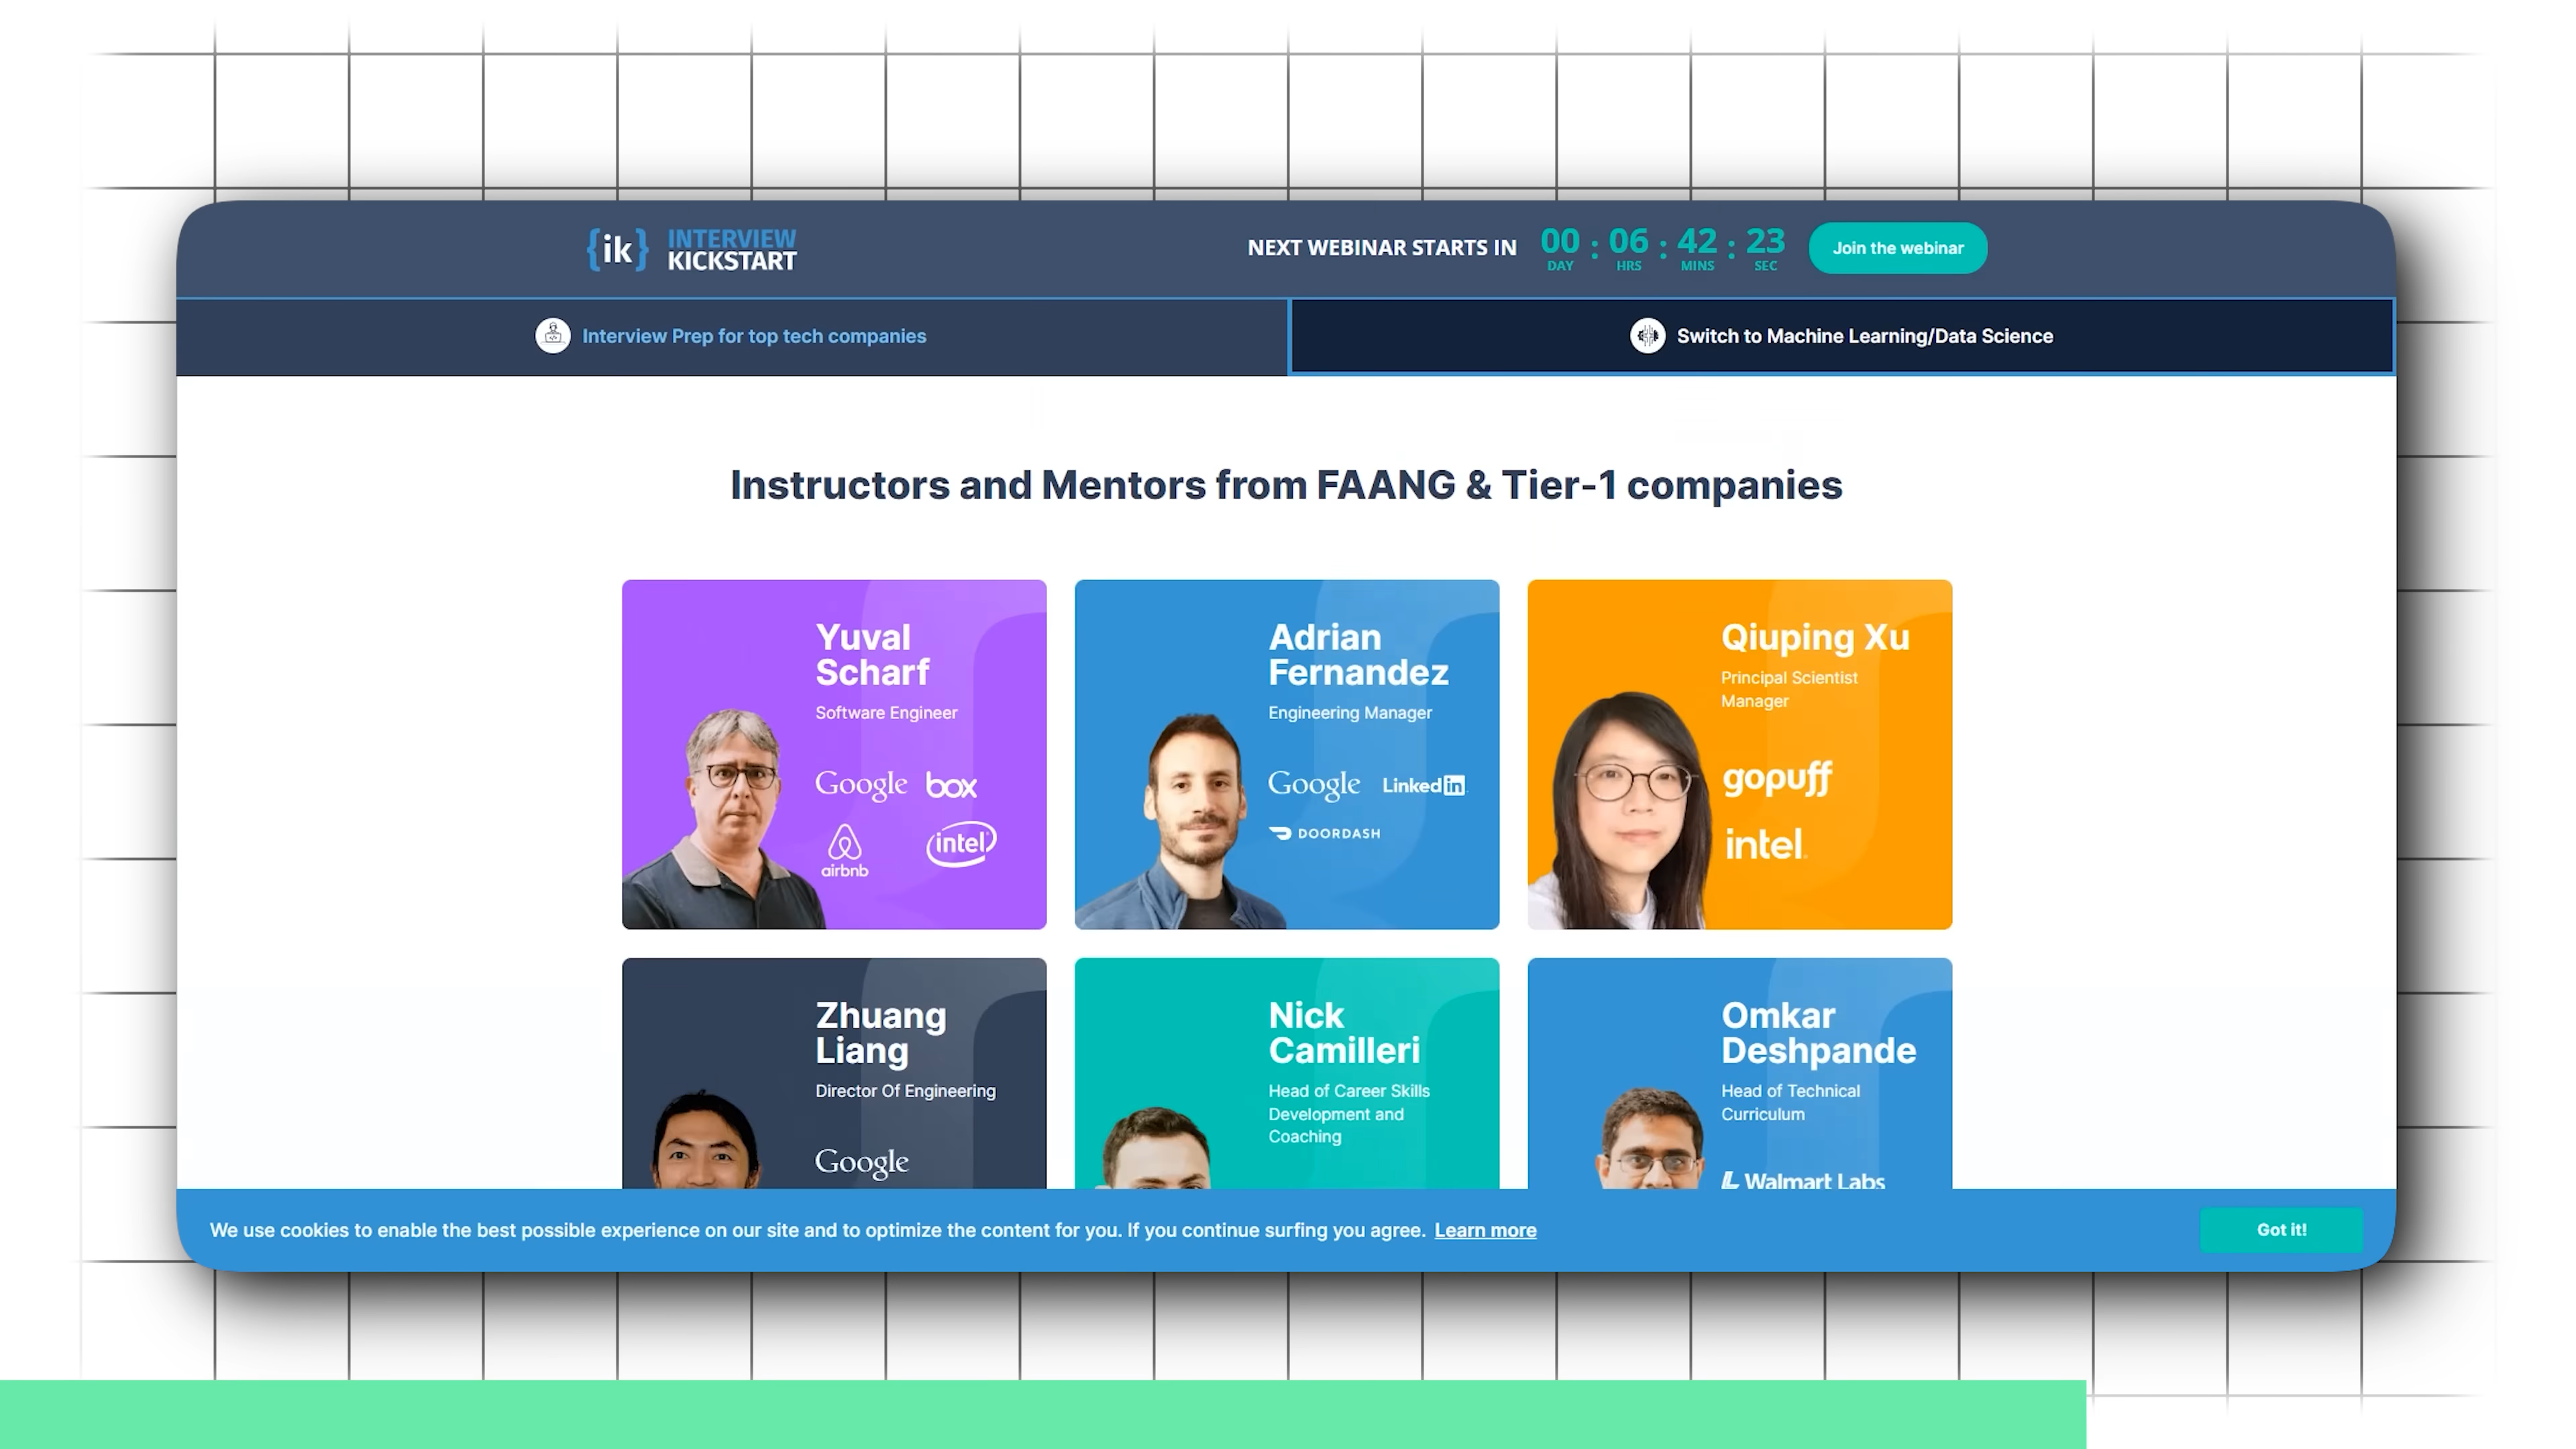 {ik} INTERVIEW
KICKSTART
NEXT WEBINAR STARTS IN
00 : 06 : 42 : 23
DAY HRS MINS SEC
Join the webinar
Interview Prep for top tech companies
Switch to Machine Learning/Data Science
Instructors and Mentors from FAANG & Tier-1 companies
Yuval
Scharf
Software Engineer
Google box
airbnb intel
Adrian
Fernandez
Engineering Manager
Google LinkedIn
DOORDASH
Qiuping Xu
Principal Scientist
Manager
gopuff
intel
Zhuang
Liang
Director Of Engineering
Google
Nick
Camilleri
Head of Career Skills
Development and
Coaching
Omkar
Deshpande
Head of Technical
Curriculum
Walmart Labs
We use cookies to enable the best possible experience on our site and to optimize the content for you. If you continue surfing you agree. Learn more
Got it!